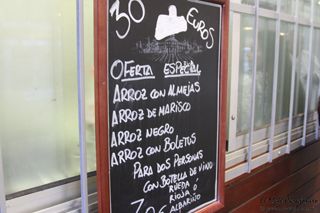 30 EUROS
OFERTA ESPECIAL
ARROZ CON ALMEJAS
ARROZ DE MARISCO
ARROZ NEGRO
ARROZ CON BOLETUS
PARA DOS PERSONAS
CON BOTELLA DE VINO
RUEDA
RIOJA O
ALBARIÑO
30€